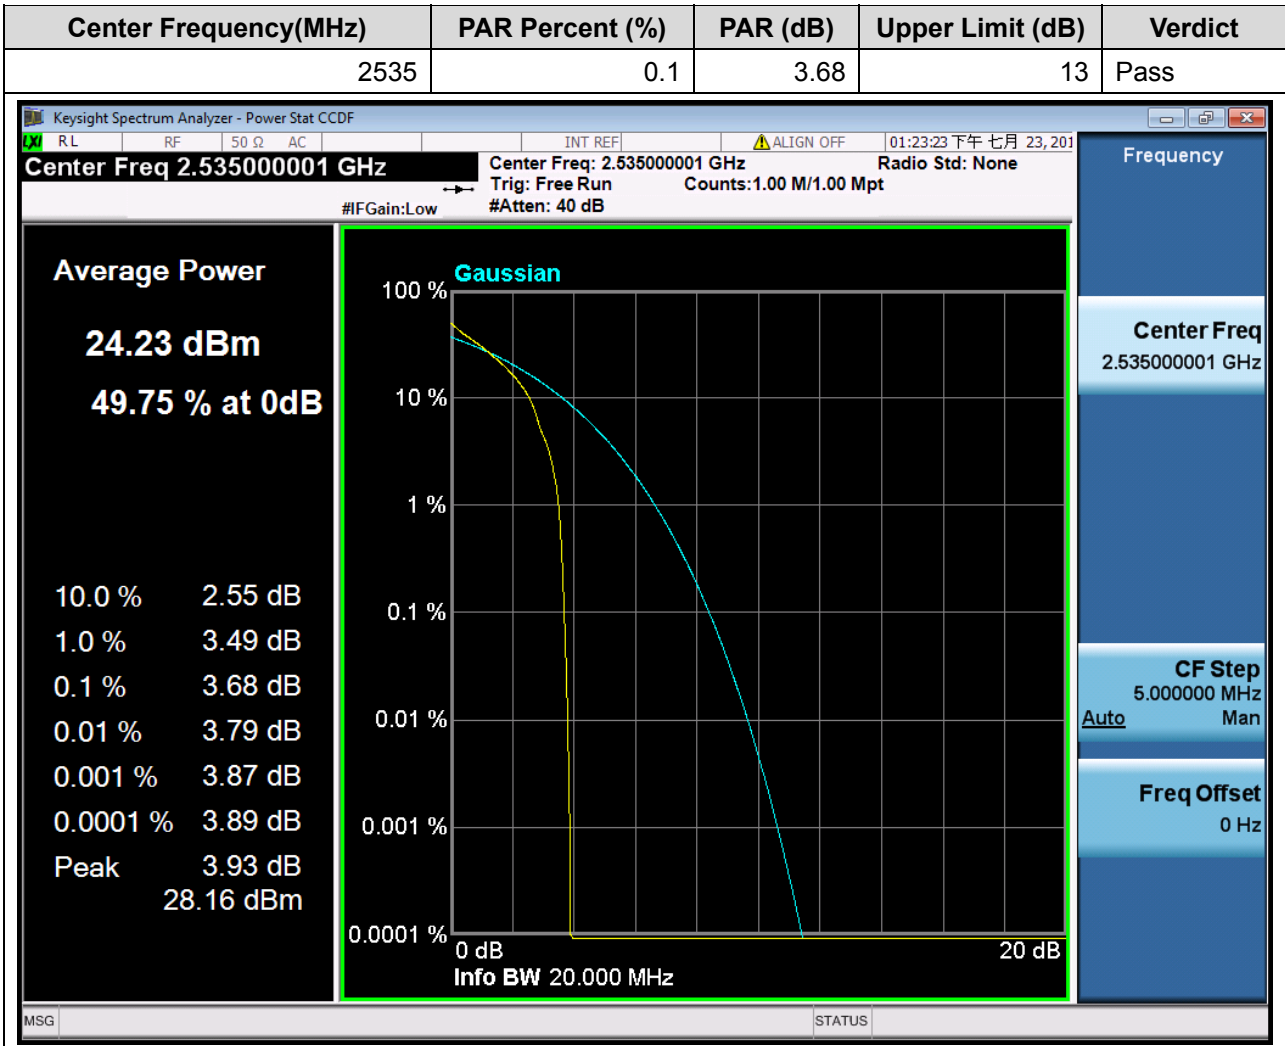 Center Frequency(MHz) PAR Percent (%) PAR (dB) Upper Limit (dB) Verdict
2535 0.1 3.68 13 Pass
Keysight Spectrum Analyzer - Power Stat CCDF
LXI RL RF 50 Ω AC INT REF ALIGN OFF 01:23:23 下午 七月 23, 201
Center Freq 2.535000001 GHz
#IFGain:Low
Center Freq: 2.535000001 GHz Radio Std: None
Trig: Free Run Counts:1.00 M/1.00 Mpt
#Atten: 40 dB
Average Power
24.23 dBm
49.75 % at 0dB
10.0 % 2.55 dB
1.0 % 3.49 dB
0.1 % 3.68 dB
0.01 % 3.79 dB
0.001 % 3.87 dB
0.0001 % 3.89 dB
Peak 3.93 dB
28.16 dBm
Gaussian
100 %
10 %
1 %
0.1 %
0.01 %
0.001 %
0.0001 %
0 dB 20 dB
Info BW 20.000 MHz
Frequency
Center Freq
2.535000001 GHz
CF Step
5.000000 MHz
Auto Man
Freq Offset
0 Hz
MSG STATUS